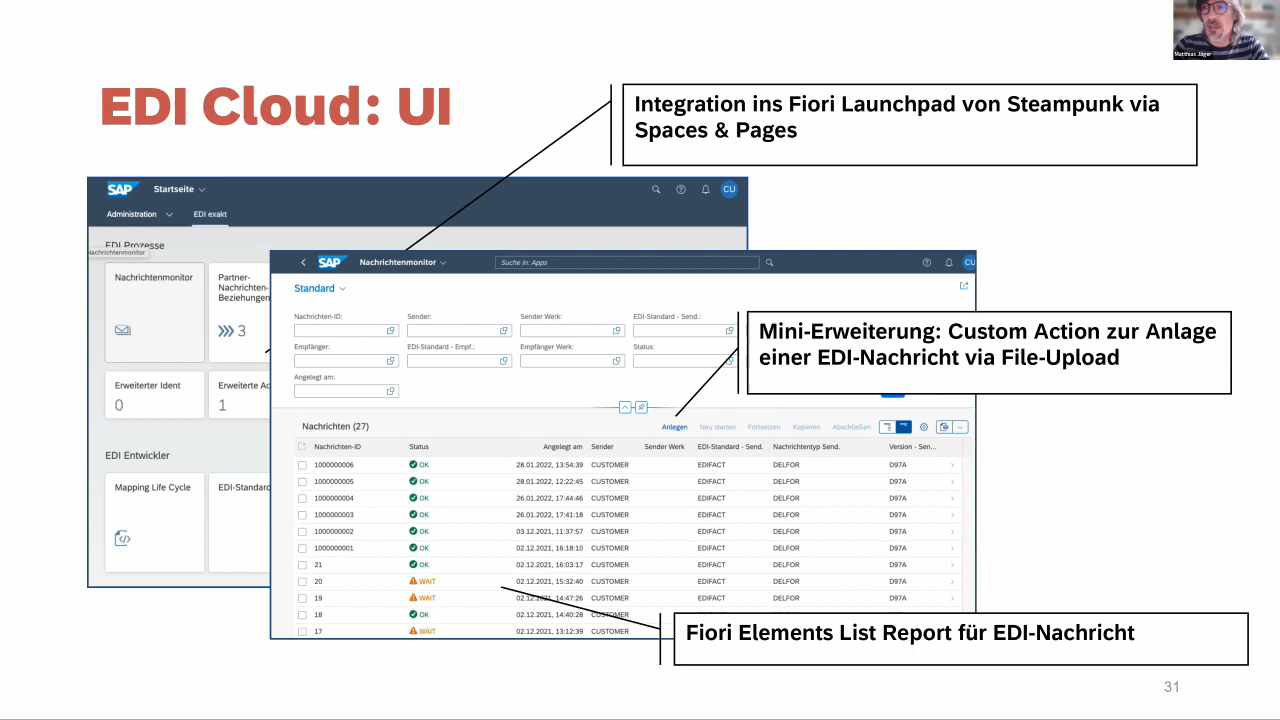 Matthias Jäger
EDI Cloud: UI
Integration ins Fiori Launchpad von Steampunk via
Spaces & Pages
SAP Startseite CU
Administration EDI exakt
EDI Prozesse
Nachrichtenmonitor
Nachrichtenmonitor
Partner-
Nachrichten-
Beziehungen
3
Erweiterter Ident
0
Erweiterte
1
EDI Entwickler
Mapping Life Cycle
EDI-Standard
SAP Nachrichtenmonitor Suche in: Apps CU
Standard
Nachrichten-ID: Sender: Sender Werk: EDI-Standard - Send.:
Empfänger: EDI-Standard - Empf.: Empfänger Werk: Status:
Angelegt am:
Mini-Erweiterung: Custom Action zur Anlage
einer EDI-Nachricht via File-Upload
Nachrichten (27) Anlegen Neu starten Fortsetzen Kopieren Abschließen
Nachrichten-ID Status Angelegt am Sender Sender Werk EDI-Standard - Send. Nachrichtentyp Send. Version - Sen...
1000000006 OK 28.01.2022, 13:54:39 CUSTOMER EDIFACT DELFOR D97A
1000000005 OK 28.01.2022, 12:22:45 CUSTOMER EDIFACT DELFOR D97A
1000000004 OK 26.01.2022, 17:44:46 CUSTOMER EDIFACT DELFOR D97A
1000000003 OK 26.01.2022, 17:41:18 CUSTOMER EDIFACT DELFOR D97A
1000000002 OK 03.12.2021, 11:37:57 CUSTOMER EDIFACT DELFOR D97A
1000000001 OK 02.12.2021, 16:18:10 CUSTOMER EDIFACT DELFOR D97A
21 OK 02.12.2021, 16:03:17 CUSTOMER EDIFACT DELFOR D97A
20 WAIT 02.12.2021, 15:32:40 CUSTOMER EDIFACT DELFOR D97A
19 WAIT 02.12.2021, 14:47:26 CUSTOMER EDIFACT DELFOR D97A
18 OK 02.12.2021, 14:40:28 CUSTOMER
17 WAIT 02.12.2021, 13:12:39 CUSTOMER
Fiori Elements List Report für EDI-Nachricht
31